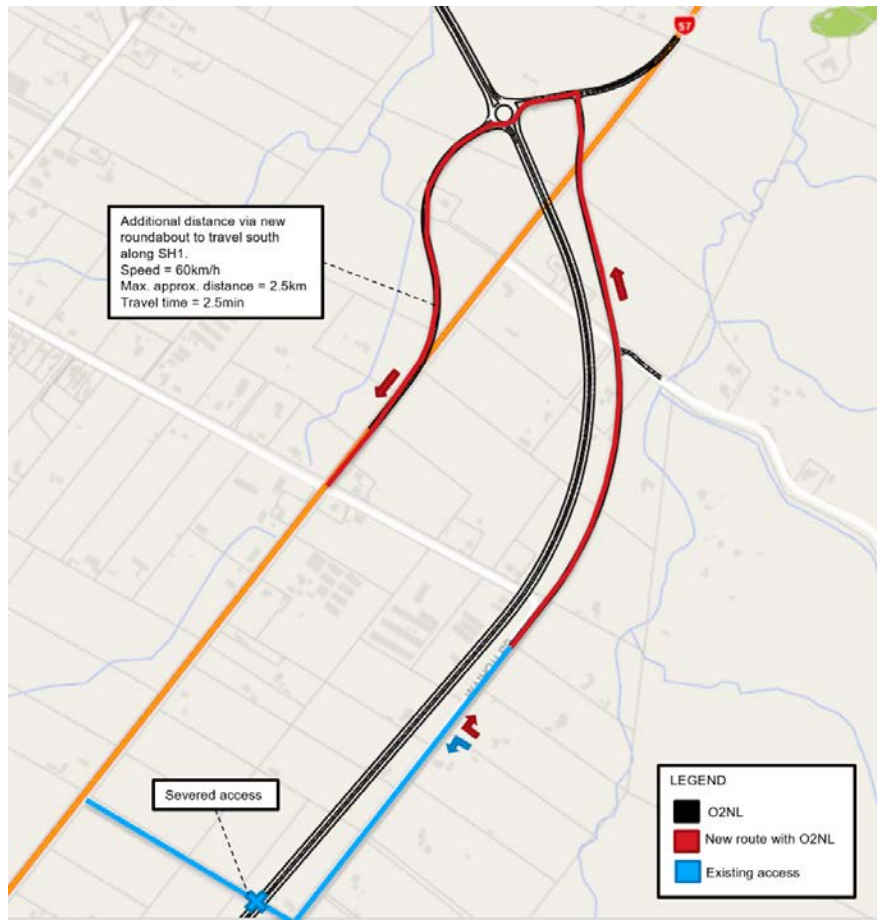 57
Additional distance via new
roundabout to travel south
along SH1.
Speed = 60km/h
Max. approx. distance = 2.5km
Travel time = 2.5min
Severed access
LEGEND
O2NL
New route with O2NL
Existing access